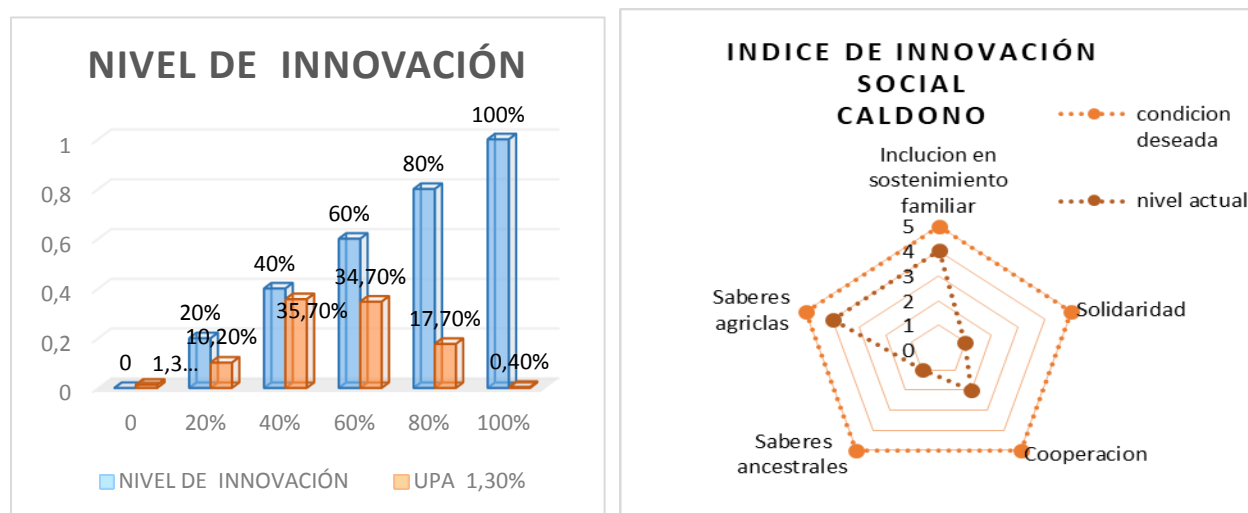 NIVEL DE INNOVACIÓN
100%
80%
60%
40%
34,70%
20%
35,70%
17,70%
10,20%
0
1,3...
0,40%
1
0,8
0,6
0,4
0,2
0
0
20%
40%
60%
80%
100%
NIVEL DE INNOVACIÓN
UPA 1,30%
INDICE DE INNOVACIÓN
SOCIAL
CALDONO
condicion
deseada
nivel actual
Inclucion en
sostenimiento
familiar
5
4
3
2
1
0
Solidaridad
Cooperacion
Saberes
ancestrales
Saberes
agriclas